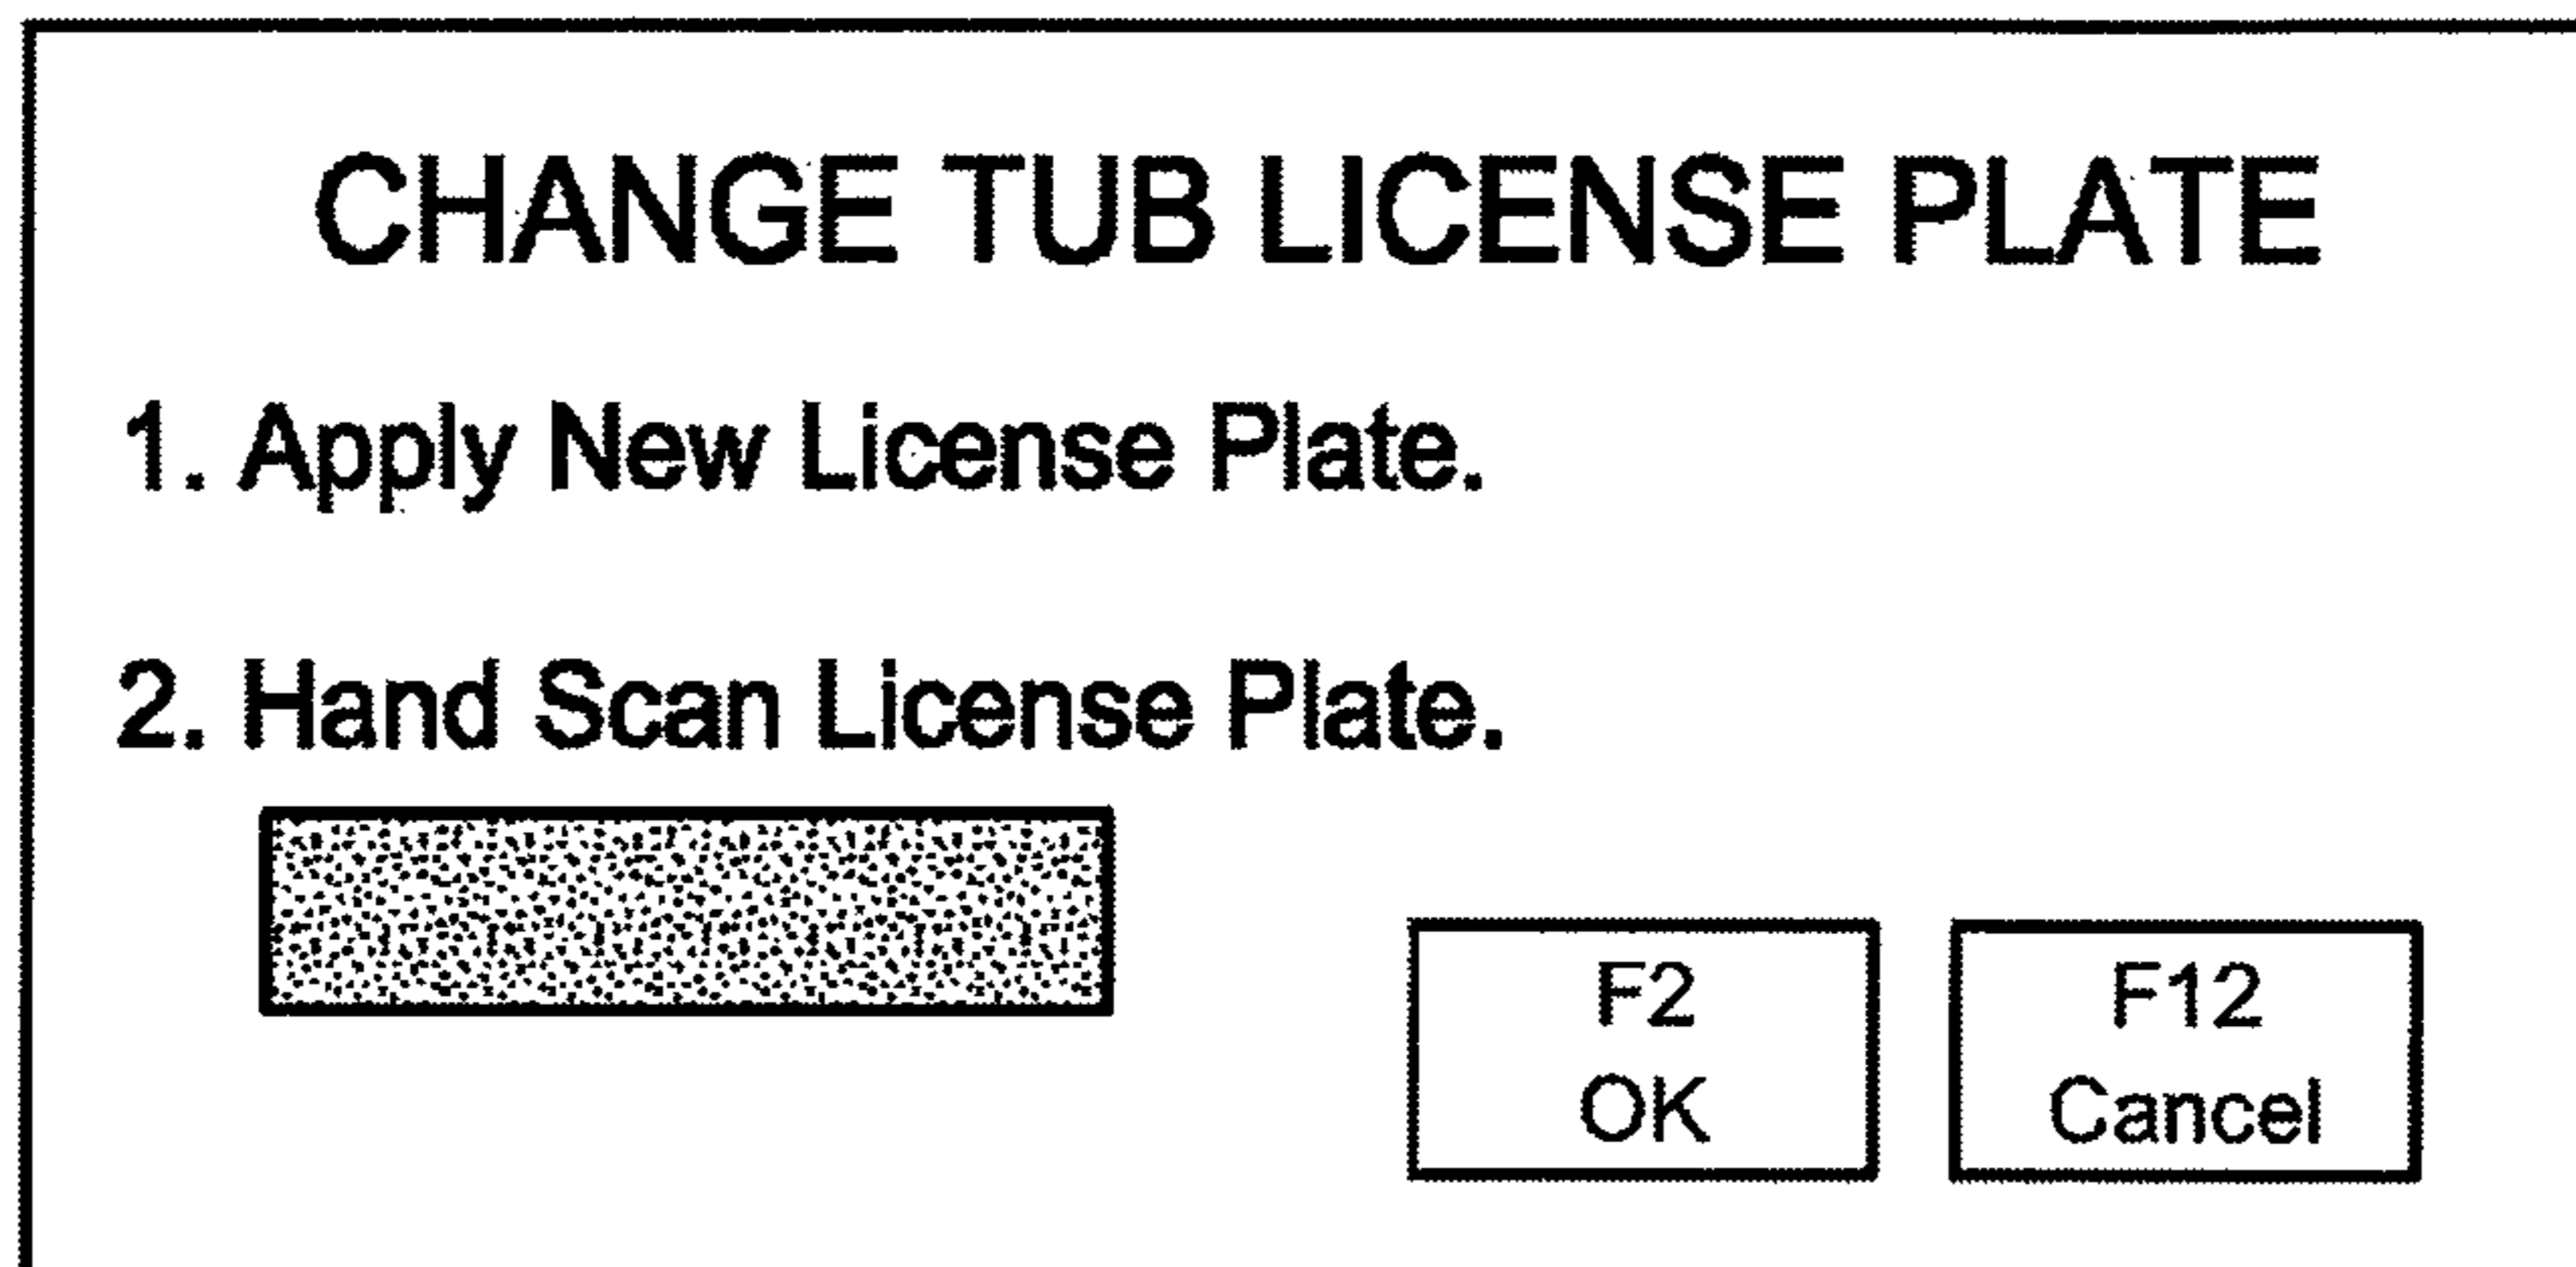 CHANGE TUB LICENSE PLATE
1. Apply New License Plate.
2. Hand Scan License Plate.
F2
OK
F12
Cancel